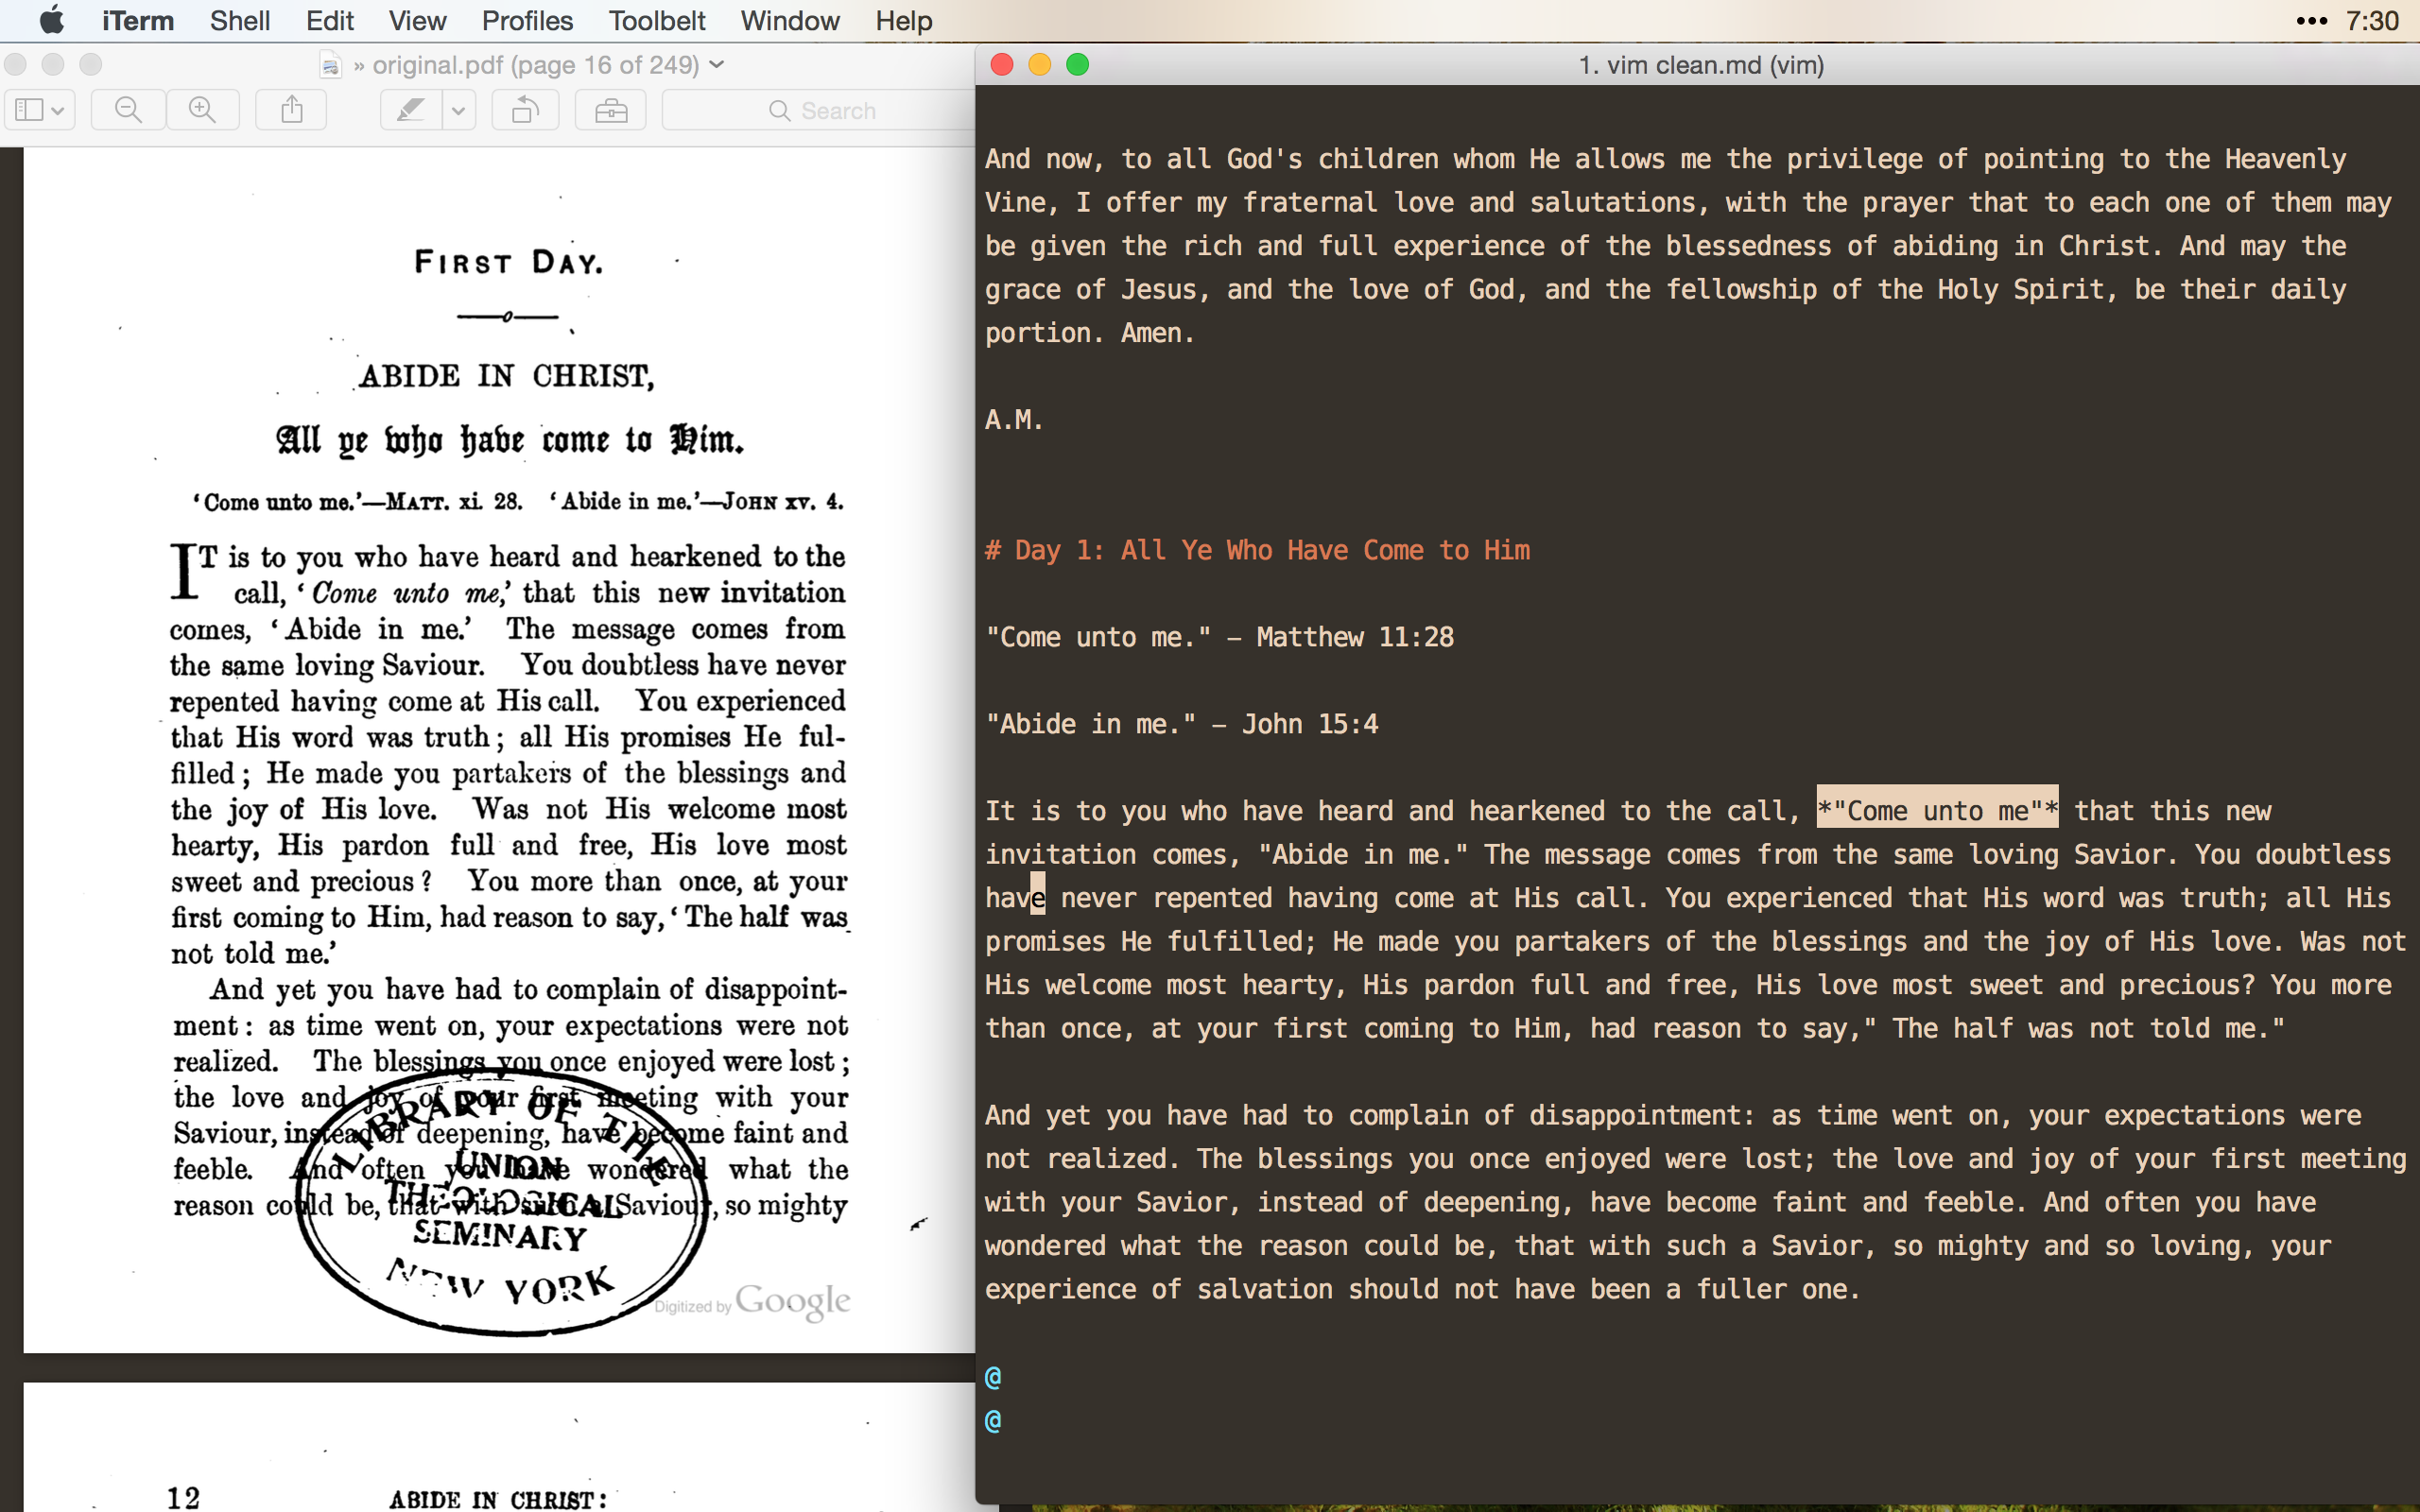 iTerm Shell Edit View Profiles Toolbelt Window Help ••• 7:30
» original.pdf (page 16 of 249)
Search
FIRST DAY.
ABIDE IN CHRIST,
All ye who have come to Him.
‘Come unto me.’—MATT. xi. 28. ‘Abide in me.’—JOHN xv. 4.
IT is to you who have heard and hearkened to the
call, ‘Come unto me,’ that this new invitation
comes, ‘Abide in me.’ The message comes from
the same loving Saviour. You doubtless have never
repented having come at His call. You experienced
that His word was truth; all His promises He ful-
filled; He made you partakers of the blessings and
the joy of His love. Was not His welcome most
hearty, His pardon full and free, His love most
sweet and precious? You more than once, at your
first coming to Him, had reason to say, ‘The half was
not told me.’
And yet you have had to complain of disappoint-
ment: as time went on, your expectations were not
realized. The blessings you once enjoyed were lost;
the love and joy of your first meeting with your
Saviour, instead of deepening, have become faint and
feeble. And often you have wondered what the
reason could be, that with such a Saviour, so mighty
LIBRARY OF THE
UNION
THEOLOGICAL
SEMINARY
NEW YORK
Digitized by Google
12 ABIDE IN CHRIST:
1. vim clean.md (vim)
And now, to all God's children whom He allows me the privilege of pointing to the Heavenly
Vine, I offer my fraternal love and salutations, with the prayer that to each one of them may
be given the rich and full experience of the blessedness of abiding in Christ. And may the
grace of Jesus, and the love of God, and the fellowship of the Holy Spirit, be their daily
portion. Amen.
A.M.
# Day 1: All Ye Who Have Come to Him
"Come unto me." – Matthew 11:28
"Abide in me." – John 15:4
It is to you who have heard and hearkened to the call, *"Come unto me"* that this new
invitation comes, "Abide in me." The message comes from the same loving Savior. You doubtless
have never repented having come at His call. You experienced that His word was truth; all His
promises He fulfilled; He made you partakers of the blessings and the joy of His love. Was not
His welcome most hearty, His pardon full and free, His love most sweet and precious? You more
than once, at your first coming to Him, had reason to say," The half was not told me."
And yet you have had to complain of disappointment: as time went on, your expectations were
not realized. The blessings you once enjoyed were lost; the love and joy of your first meeting
with your Savior, instead of deepening, have become faint and feeble. And often you have
wondered what the reason could be, that with such a Savior, so mighty and so loving, your
experience of salvation should not have been a fuller one.
@
@